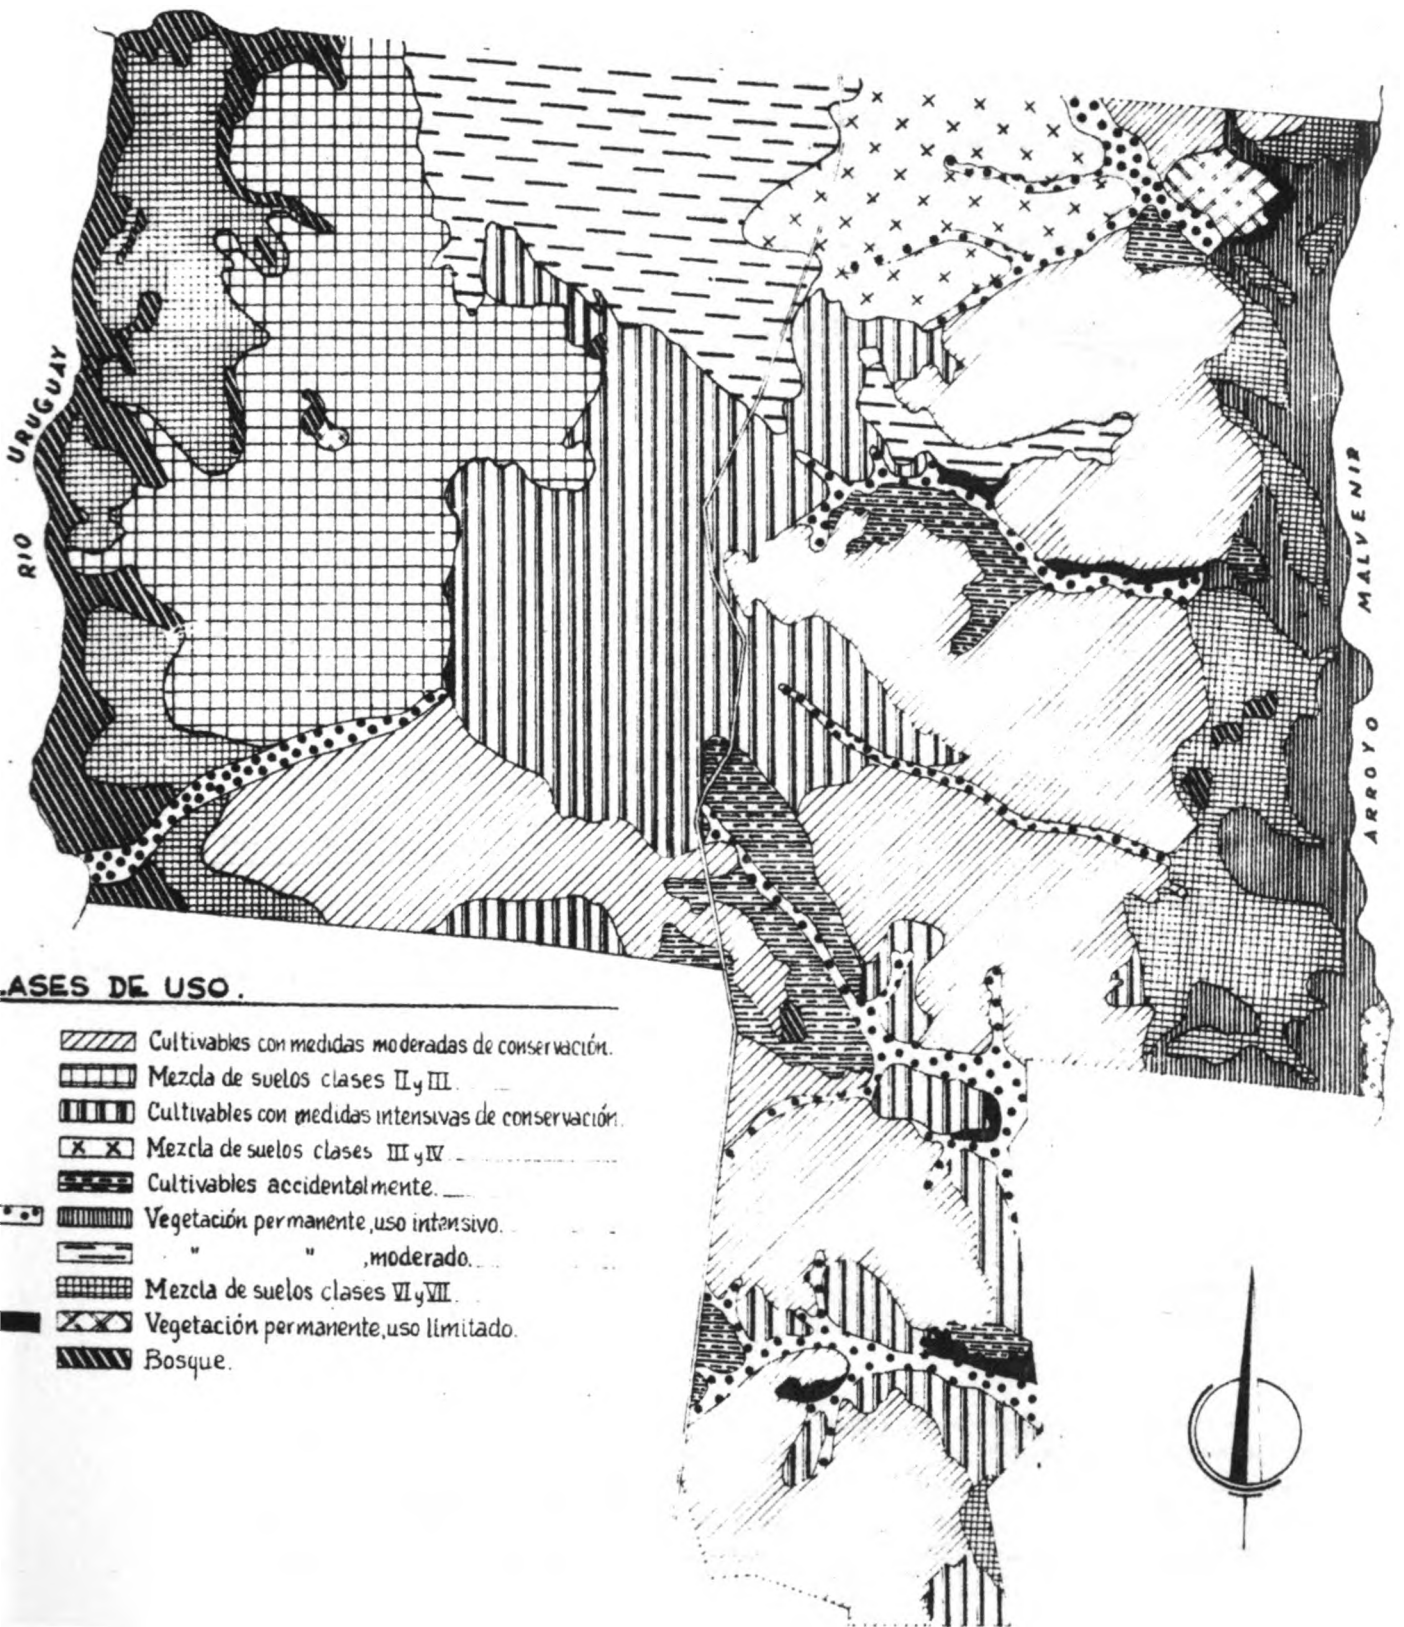 RIO URUGUAY
ARROYO MALVENIR
LASES DE USO.
Cultivables con medidas moderadas de conservación.
Mezcla de suelos clases II y III.
Cultivables con medidas intensivas de conservación.
Mezcla de suelos clases III y IV
Cultivables accidentalmente.
Vegetación permanente, uso intensivo.
" " , moderado.
Mezcla de suelos clases VI y VII.
Vegetación permanente, uso limitado.
Bosque.